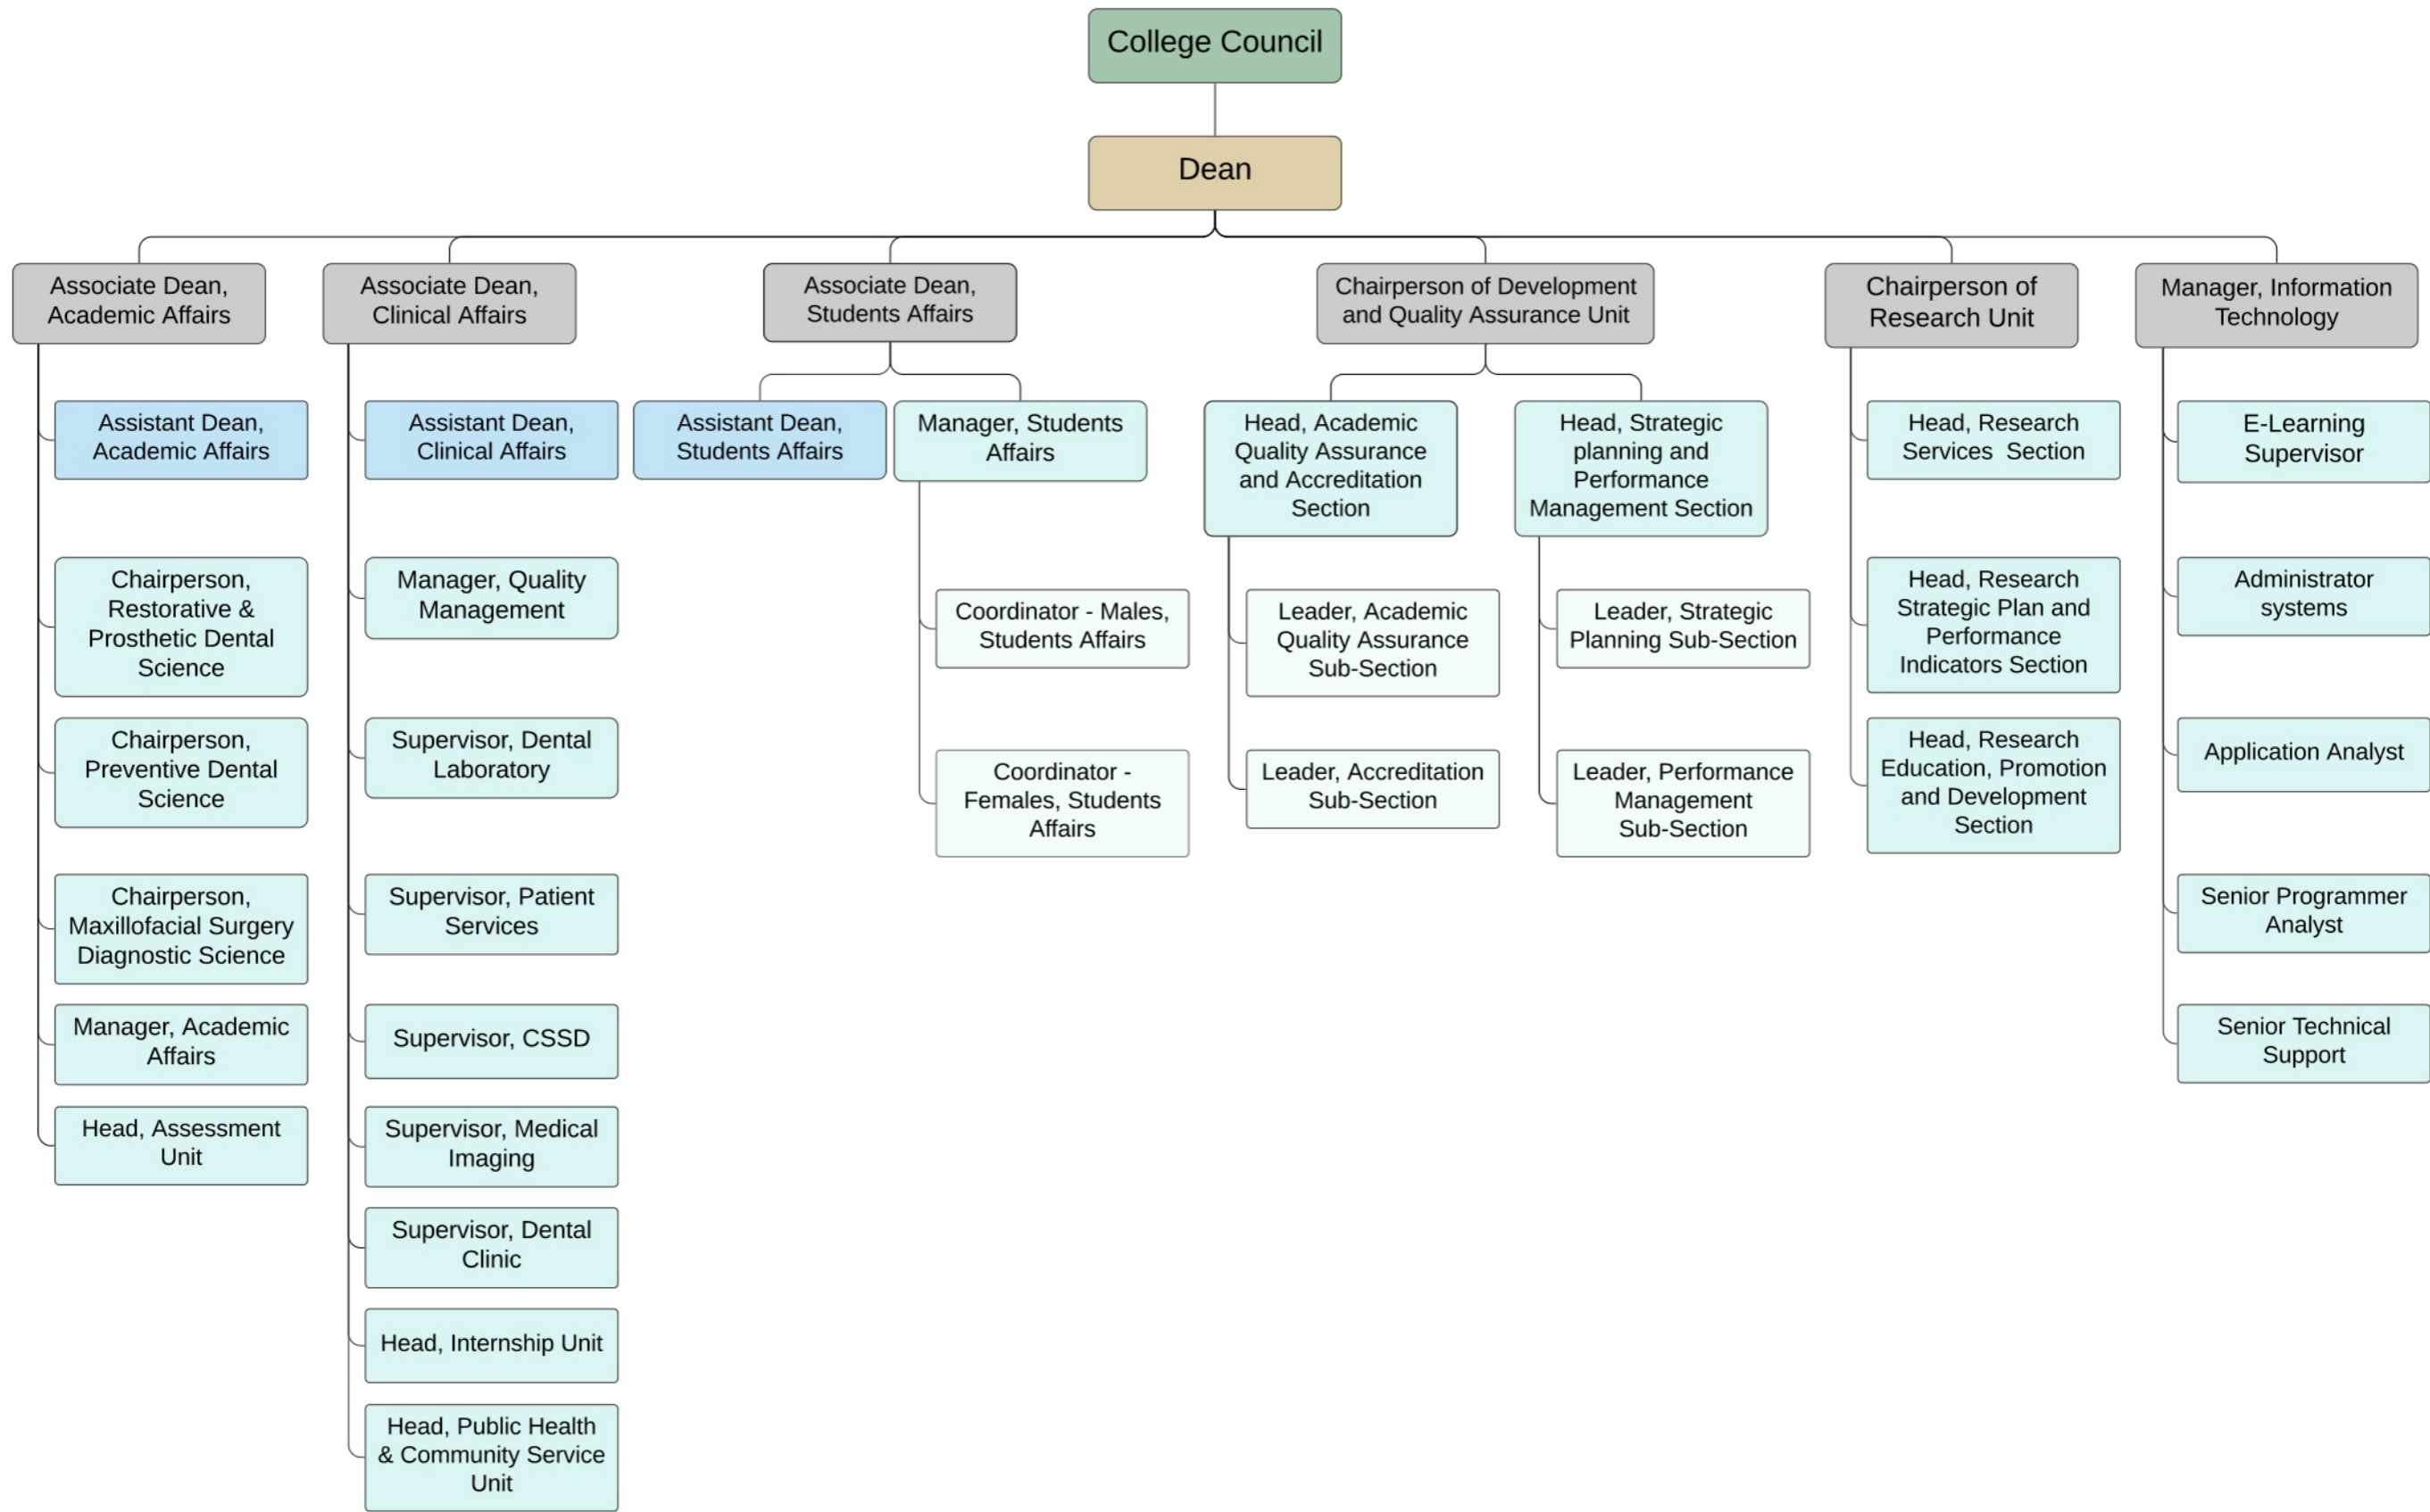 College Council
Dean
Associate Dean,
Academic Affairs
Associate Dean,
Clinical Affairs
Associate Dean,
Students Affairs
Chairperson of Development
and Quality Assurance Unit
Chairperson of
Research Unit
Manager, Information
Technology
Assistant Dean,
Academic Affairs
Chairperson,
Restorative &
Prosthetic Dental
Science
Chairperson,
Preventive Dental
Science
Chairperson,
Maxillofacial Surgery
Diagnostic Science
Manager, Academic
Affairs
Head, Assessment
Unit
Assistant Dean,
Clinical Affairs
Manager, Quality
Management
Supervisor, Dental
Laboratory
Supervisor, Patient
Services
Supervisor, CSSD
Supervisor, Medical
Imaging
Supervisor, Dental
Clinic
Head, Internship Unit
Head, Public Health
& Community Service
Unit
Assistant Dean,
Students Affairs
Manager, Students
Affairs
Coordinator - Males,
Students Affairs
Coordinator -
Females, Students
Affairs
Head, Academic
Quality Assurance
and Accreditation
Section
Leader, Academic
Quality Assurance
Sub-Section
Leader, Accreditation
Sub-Section
Head, Strategic
planning and
Performance
Management Section
Leader, Strategic
Planning Sub-Section
Leader, Performance
Management
Sub-Section
Head, Research
Services  Section
Head, Research
Strategic Plan and
Performance
Indicators Section
Head, Research
Education, Promotion
and Development
Section
E-Learning
Supervisor
Administrator
systems
Application Analyst
Senior Programmer
Analyst
Senior Technical
Support